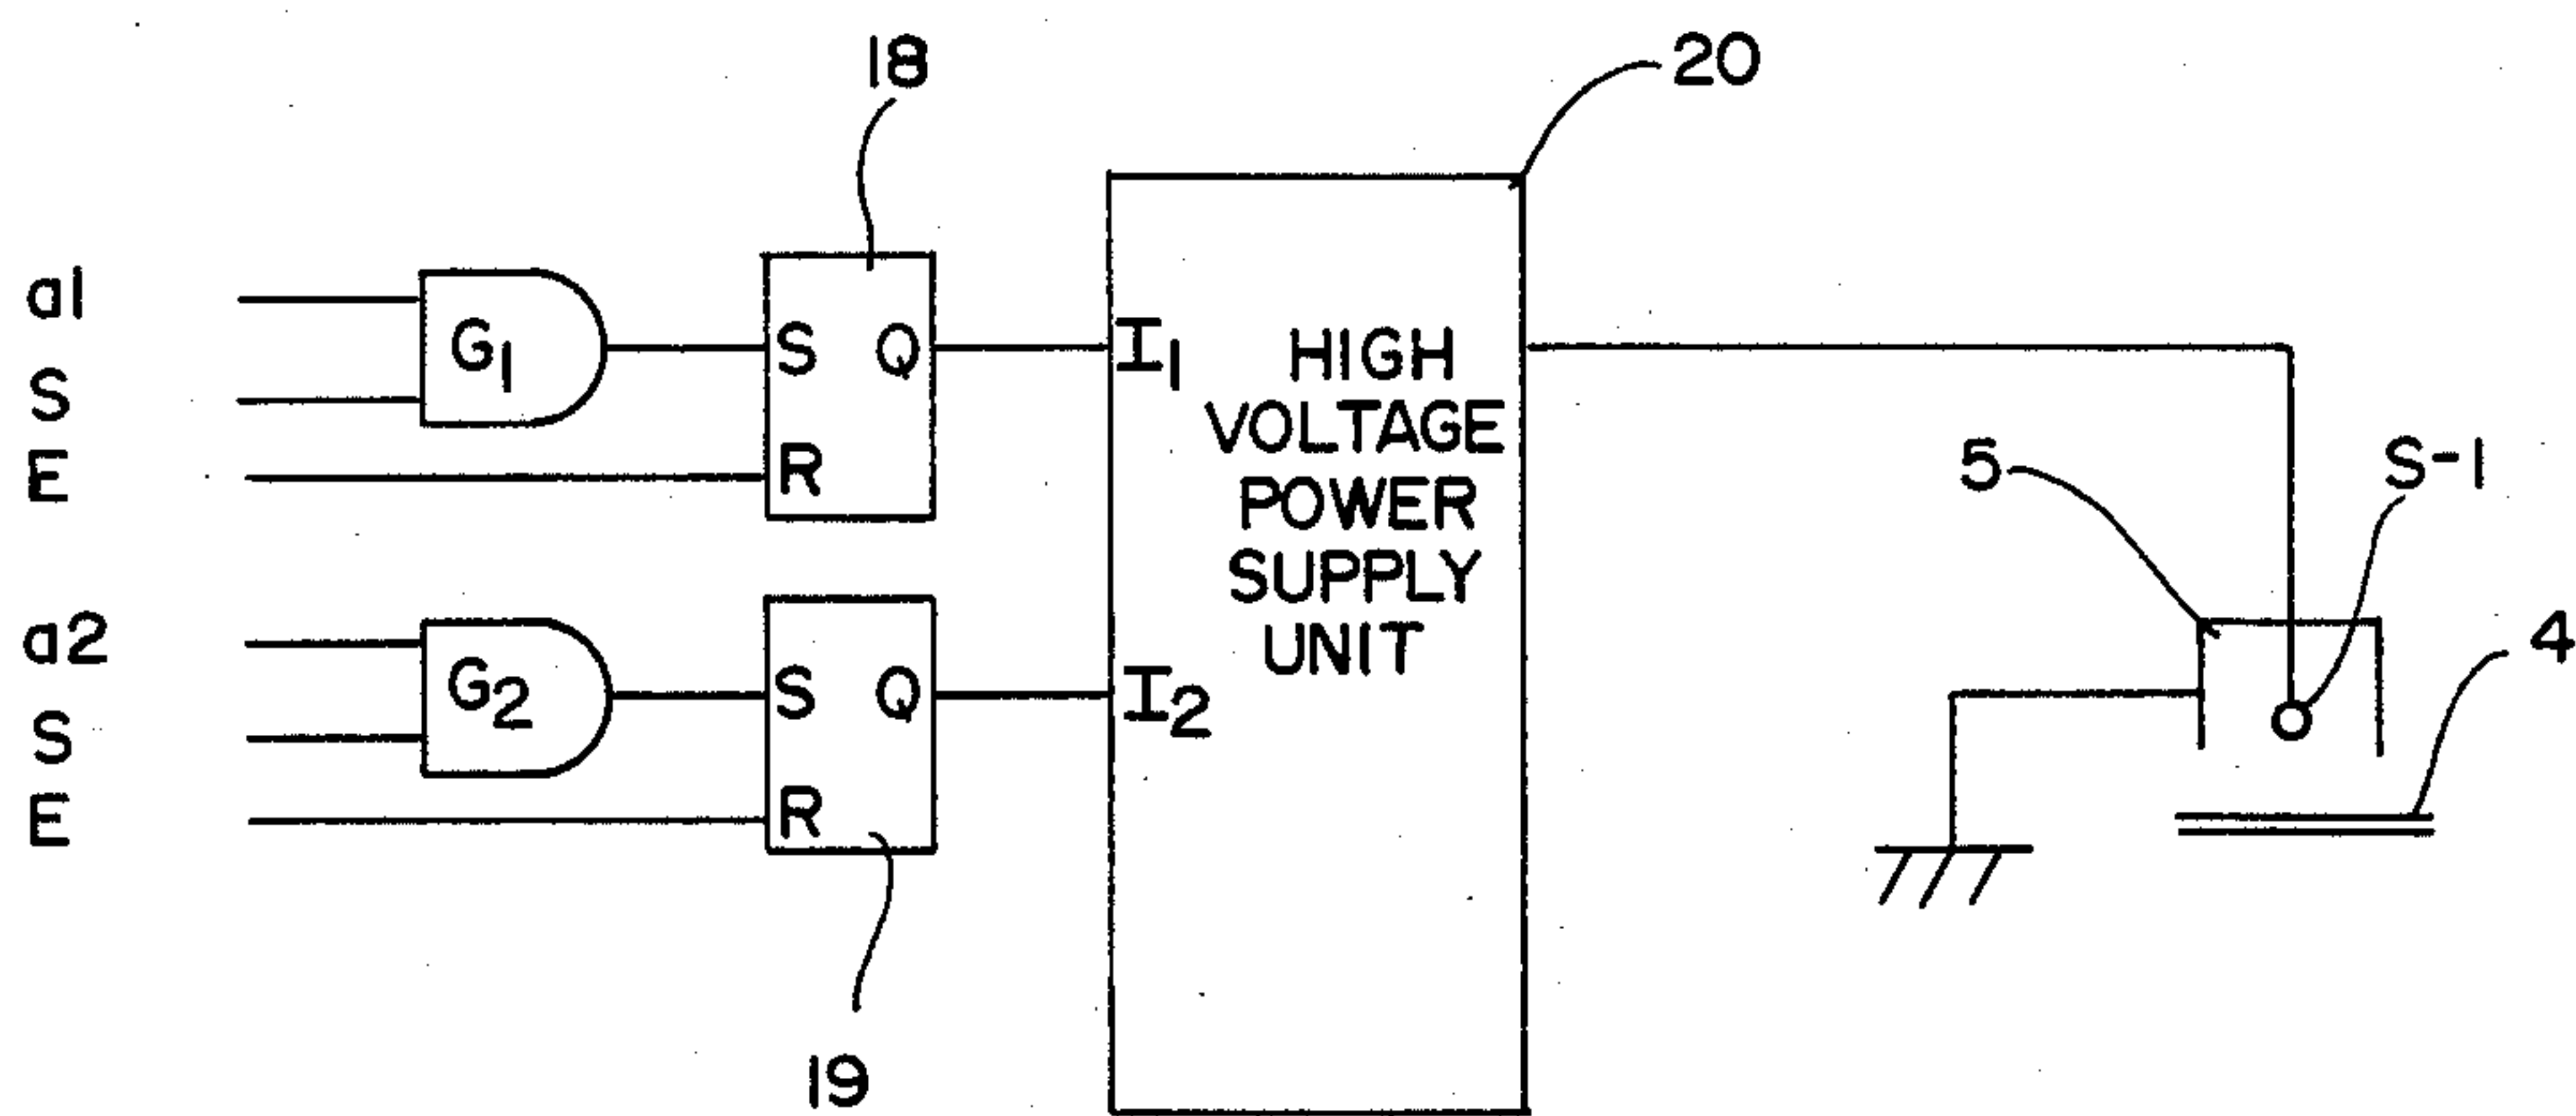 18
20
a1
S
E
G1
S Q
R
I1
HIGH
VOLTAGE
POWER
SUPPLY
UNIT
5
S-1
4
a2
S
E
G2
S Q
R
I2
19